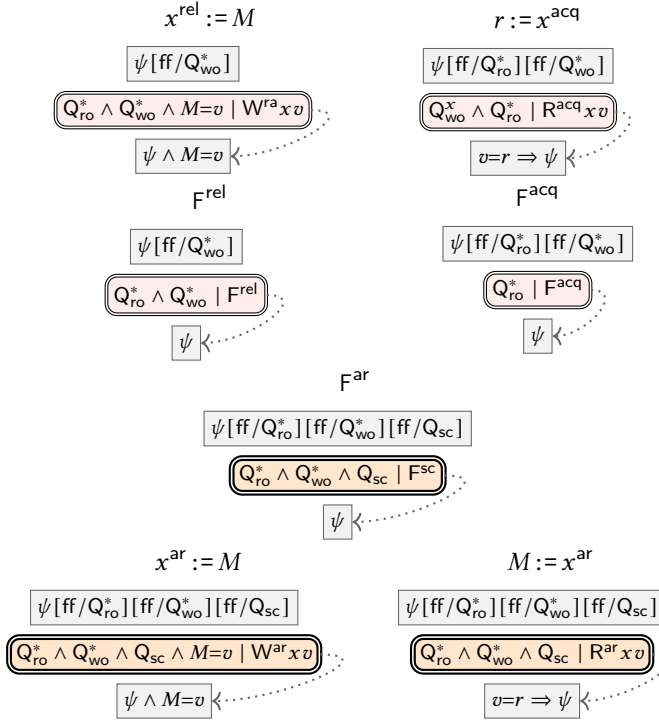 x^rel := M
r := x^acq
ψ[ff/Q*_wo]
ψ[ff/Q*_ro][ff/Q*_wo]
Q*_ro ∧ Q*_wo ∧ M=v | W^ra x v
Q^x_wo ∧ Q*_ro | R^acq x v
ψ ∧ M=v
v=r ⇒ ψ
F^rel
F^acq
ψ[ff/Q*_wo]
ψ[ff/Q*_ro][ff/Q*_wo]
Q*_ro ∧ Q*_wo | F^rel
Q*_ro | F^acq
ψ
ψ
F^ar
ψ[ff/Q*_ro][ff/Q*_wo][ff/Q_sc]
Q*_ro ∧ Q*_wo ∧ Q_sc | F^sc
ψ
x^ar := M
M := x^ar
ψ[ff/Q*_ro][ff/Q*_wo][ff/Q_sc]
ψ[ff/Q*_ro][ff/Q*_wo][ff/Q_sc]
Q*_ro ∧ Q*_wo ∧ Q_sc ∧ M=v | W^ar x v
Q*_ro ∧ Q*_wo ∧ Q_sc | R^ar x v
ψ ∧ M=v
v=r ⇒ ψ